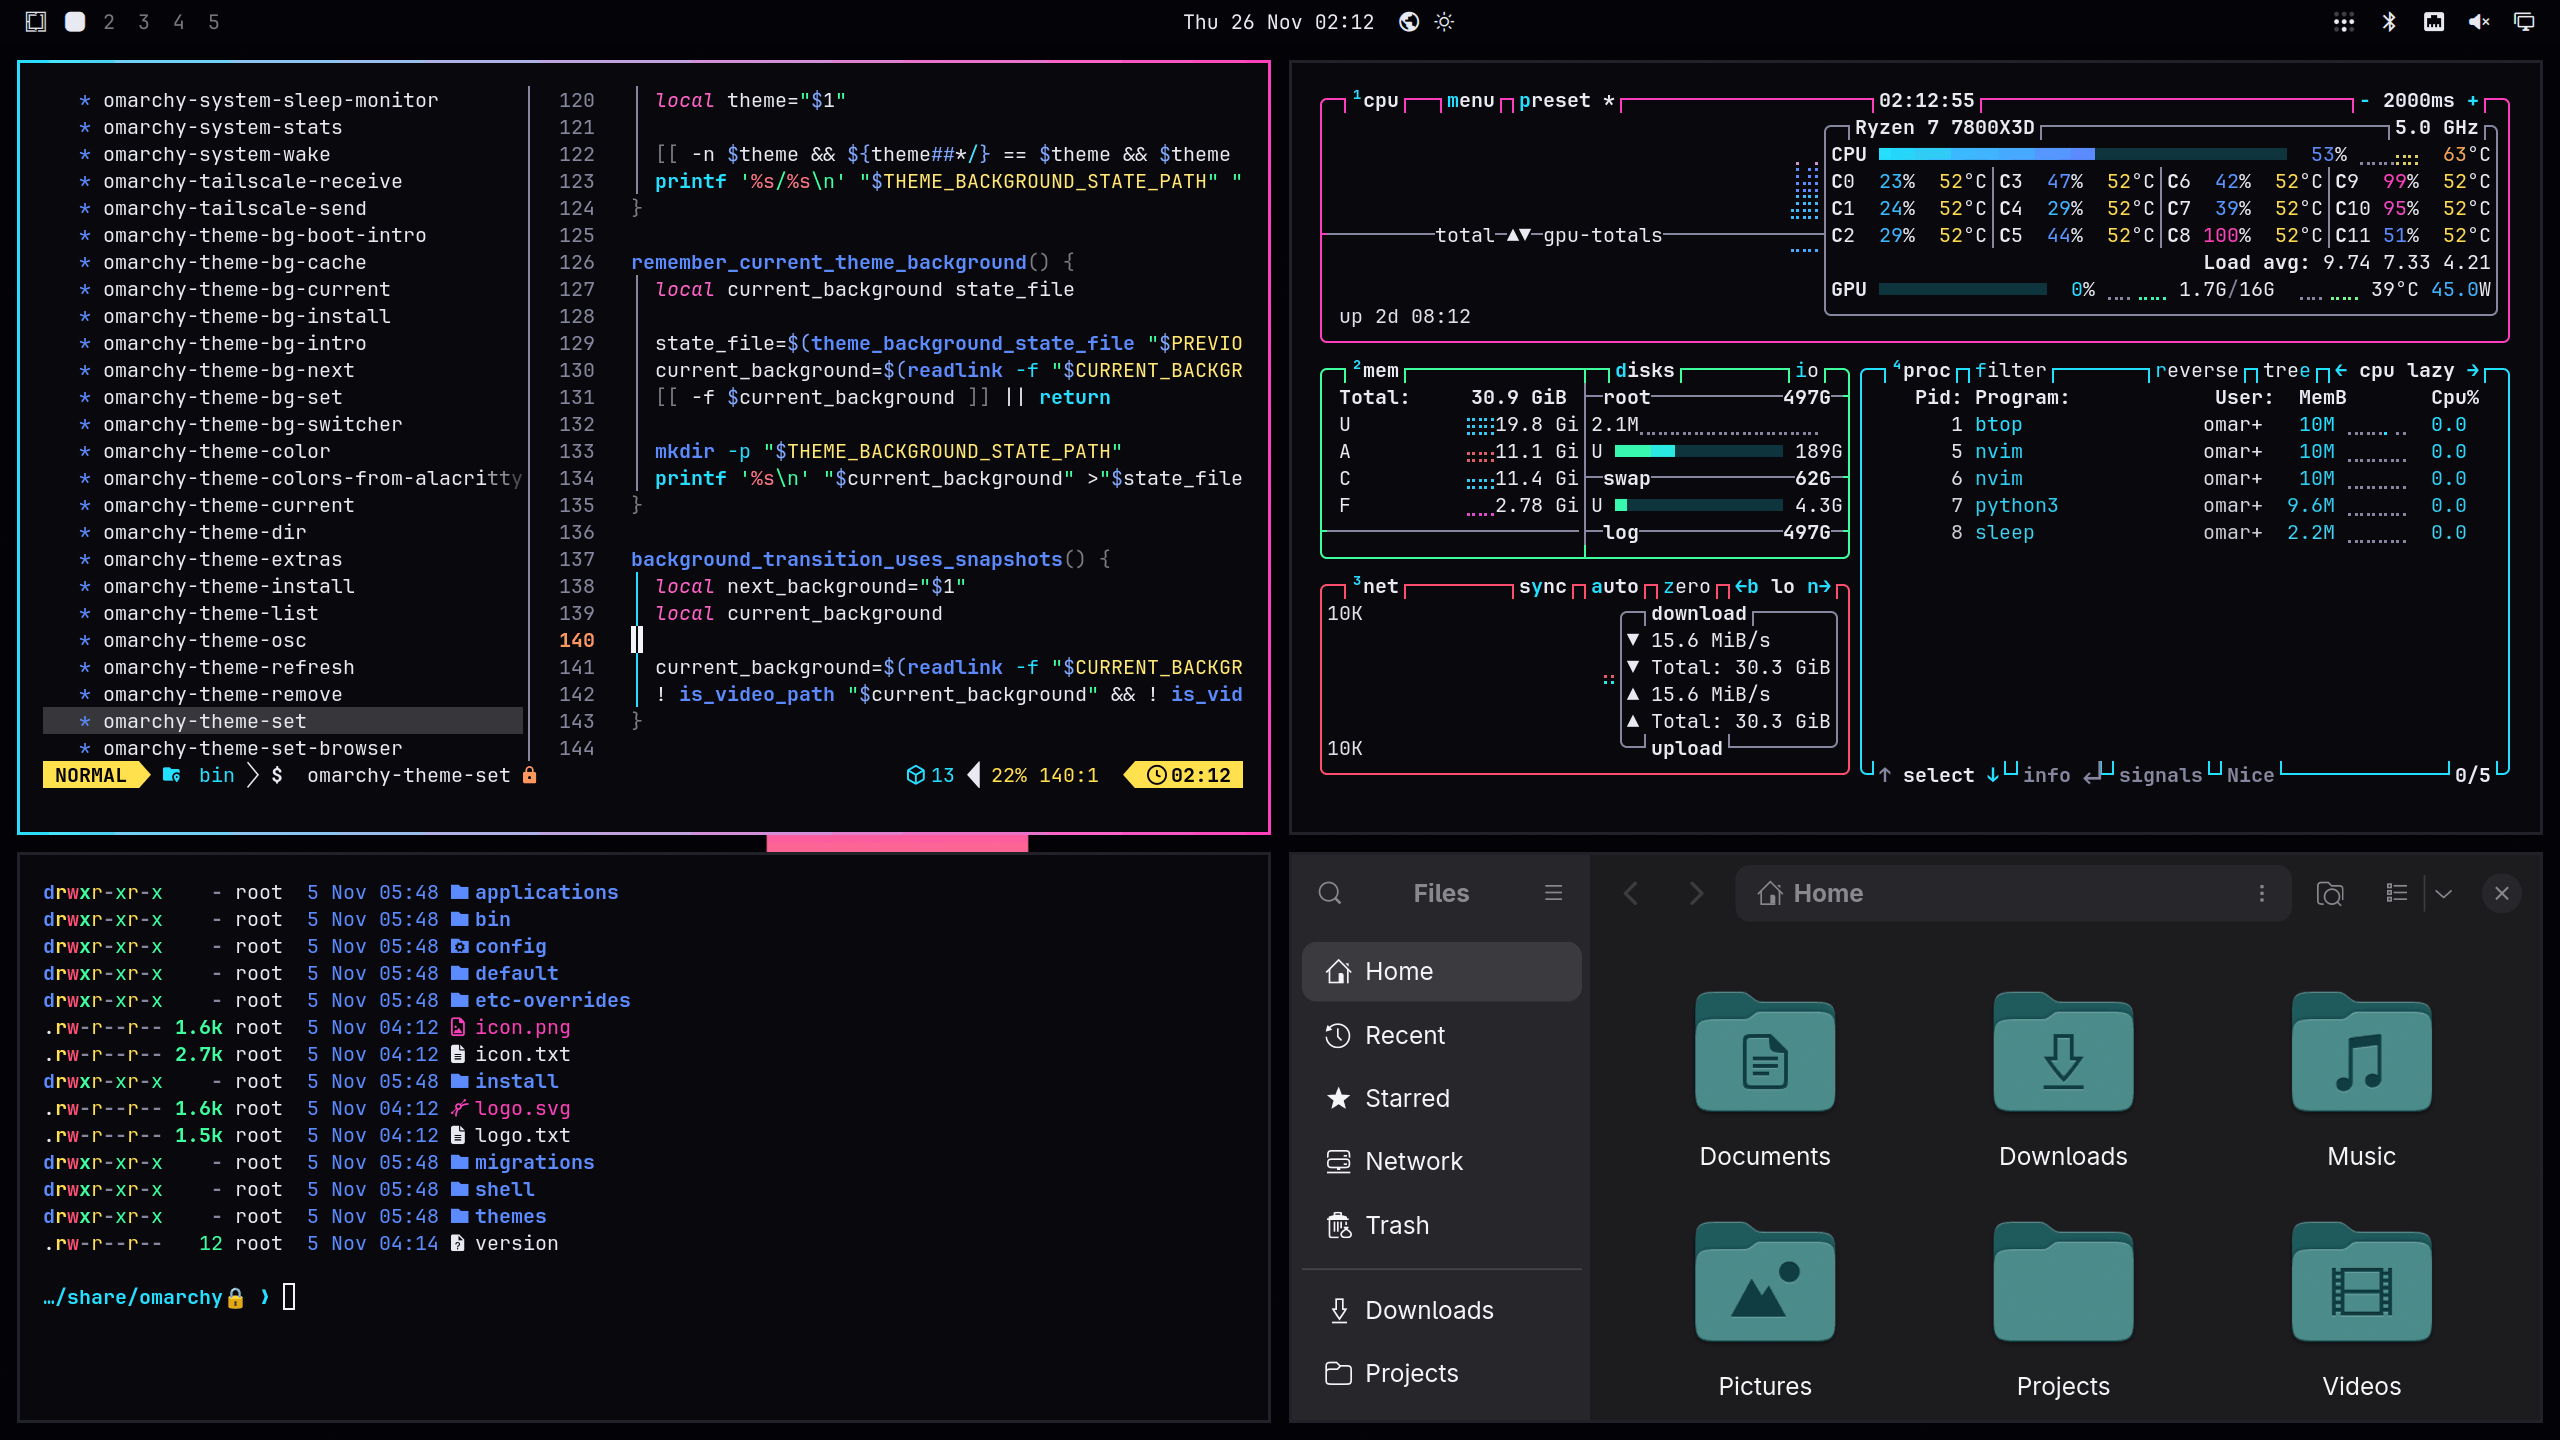 2 3 4 5
Thu 26 Nov 02:12
* omarchy-system-sleep-monitor
* omarchy-system-stats
* omarchy-system-wake
* omarchy-tailscale-receive
* omarchy-tailscale-send
* omarchy-theme-bg-boot-intro
* omarchy-theme-bg-cache
* omarchy-theme-bg-current
* omarchy-theme-bg-install
* omarchy-theme-bg-intro
* omarchy-theme-bg-next
* omarchy-theme-bg-set
* omarchy-theme-bg-switcher
* omarchy-theme-color
* omarchy-theme-colors-from-alacritty
* omarchy-theme-current
* omarchy-theme-dir
* omarchy-theme-extras
* omarchy-theme-install
* omarchy-theme-list
* omarchy-theme-osc
* omarchy-theme-refresh
* omarchy-theme-remove
* omarchy-theme-set
* omarchy-theme-set-browser
120 local theme="$1"
121
122 [[ -n $theme && ${theme##*/} == $theme && $theme
123 printf '%s/%s\n' "$THEME_BACKGROUND_STATE_PATH" "
124 }
125
126 remember_current_theme_background() {
127 local current_background state_file
128
129 state_file=$(theme_background_state_file "$PREVIO
130 current_background=$(readlink -f "$CURRENT_BACKGR
131 [[ -f $current_background ]] || return
132
133 mkdir -p "$THEME_BACKGROUND_STATE_PATH"
134 printf '%s\n' "$current_background" >"$state_file
135 }
136
137 background_transition_uses_snapshots() {
138 local next_background="$1"
139 local current_background
140
141 current_background=$(readlink -f "$CURRENT_BACKGR
142 ! is_video_path "$current_background" && ! is_vid
143 }
144
NORMAL bin $ omarchy-theme-set 13 22% 140:1 02:12
1cpu menu preset * 02:12:55 - 2000ms +
Ryzen 7 7800X3D 5.0 GHz
CPU 53% 63°C
C0 23% 52°C C3 47% 52°C C6 42% 52°C C9 99% 52°C
C1 24% 52°C C4 29% 52°C C7 39% 52°C C10 95% 52°C
total▲▼gpu-totals
C2 29% 52°C C5 44% 52°C C8 100% 52°C C11 51% 52°C
Load avg: 9.74 7.33 4.21
GPU 0% 1.7G/16G 39°C 45.0W
up 2d 08:12
2mem disks io
Total: 30.9 GiB root 497G
U 19.8 Gi 2.1M
A 11.1 Gi U 189G
C 11.4 Gi swap 62G
F 2.78 Gi U 4.3G
log 497G
3net sync auto zero ←b lo n→
10K download
▼ 15.6 MiB/s
▼ Total: 30.3 GiB
▲ 15.6 MiB/s
▲ Total: 30.3 GiB
10K upload
4proc filter reverse tree ← cpu lazy →
Pid: Program: User: MemB Cpu%
1 btop omar+ 10M 0.0
5 nvim omar+ 10M 0.0
6 nvim omar+ 10M 0.0
7 python3 omar+ 9.6M 0.0
8 sleep omar+ 2.2M 0.0
↑ select ↓ info ↵ signals Nice 0/5
drwxr-xr-x - root 5 Nov 05:48 applications
drwxr-xr-x - root 5 Nov 05:48 bin
drwxr-xr-x - root 5 Nov 05:48 config
drwxr-xr-x - root 5 Nov 05:48 default
drwxr-xr-x - root 5 Nov 05:48 etc-overrides
.rw-r--r-- 1.6k root 5 Nov 04:12 icon.png
.rw-r--r-- 2.7k root 5 Nov 04:12 icon.txt
drwxr-xr-x - root 5 Nov 05:48 install
.rw-r--r-- 1.6k root 5 Nov 04:12 logo.svg
.rw-r--r-- 1.5k root 5 Nov 04:12 logo.txt
drwxr-xr-x - root 5 Nov 05:48 migrations
drwxr-xr-x - root 5 Nov 05:48 shell
drwxr-xr-x - root 5 Nov 05:48 themes
.rw-r--r-- 12 root 5 Nov 04:14 version
…/share/omarchy🔒 ❯
Files
Home
Recent
Starred
Network
Trash
Downloads
Projects
Home
Documents Downloads Music
Pictures Projects Videos